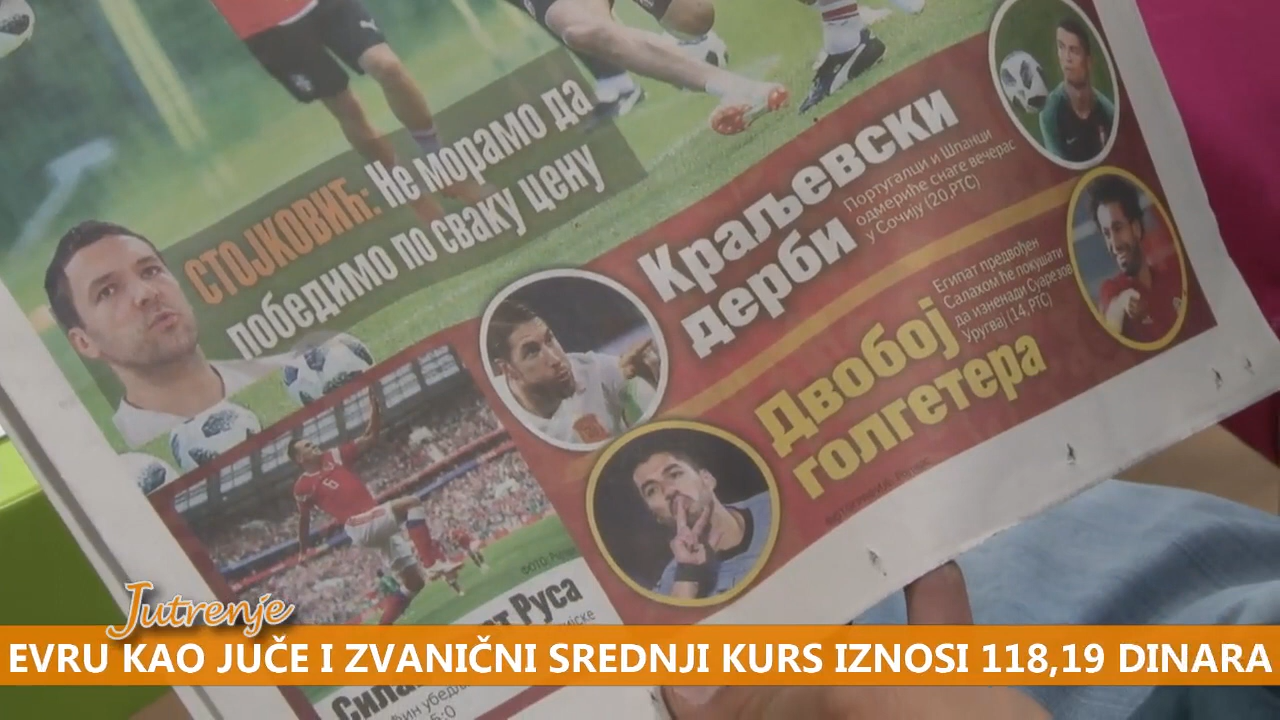 СТОЈКОВИЋ: Не морамо да
победимо по сваку цену
Краљевски
дерби
Португалци и Шпанци
одмериће снаге вечерас
у Сочију (20, РТС)
Двобој
голгетера
Египат предвођен
Салахом ће покушати
да изненади Суарезов
Уругвај (14, РТС)
Руса
5:0
Jutrenje
EVRU KAO JUČE I ZVANIČNI SREDNJI KURS IZNOSI 118,19 DINARA